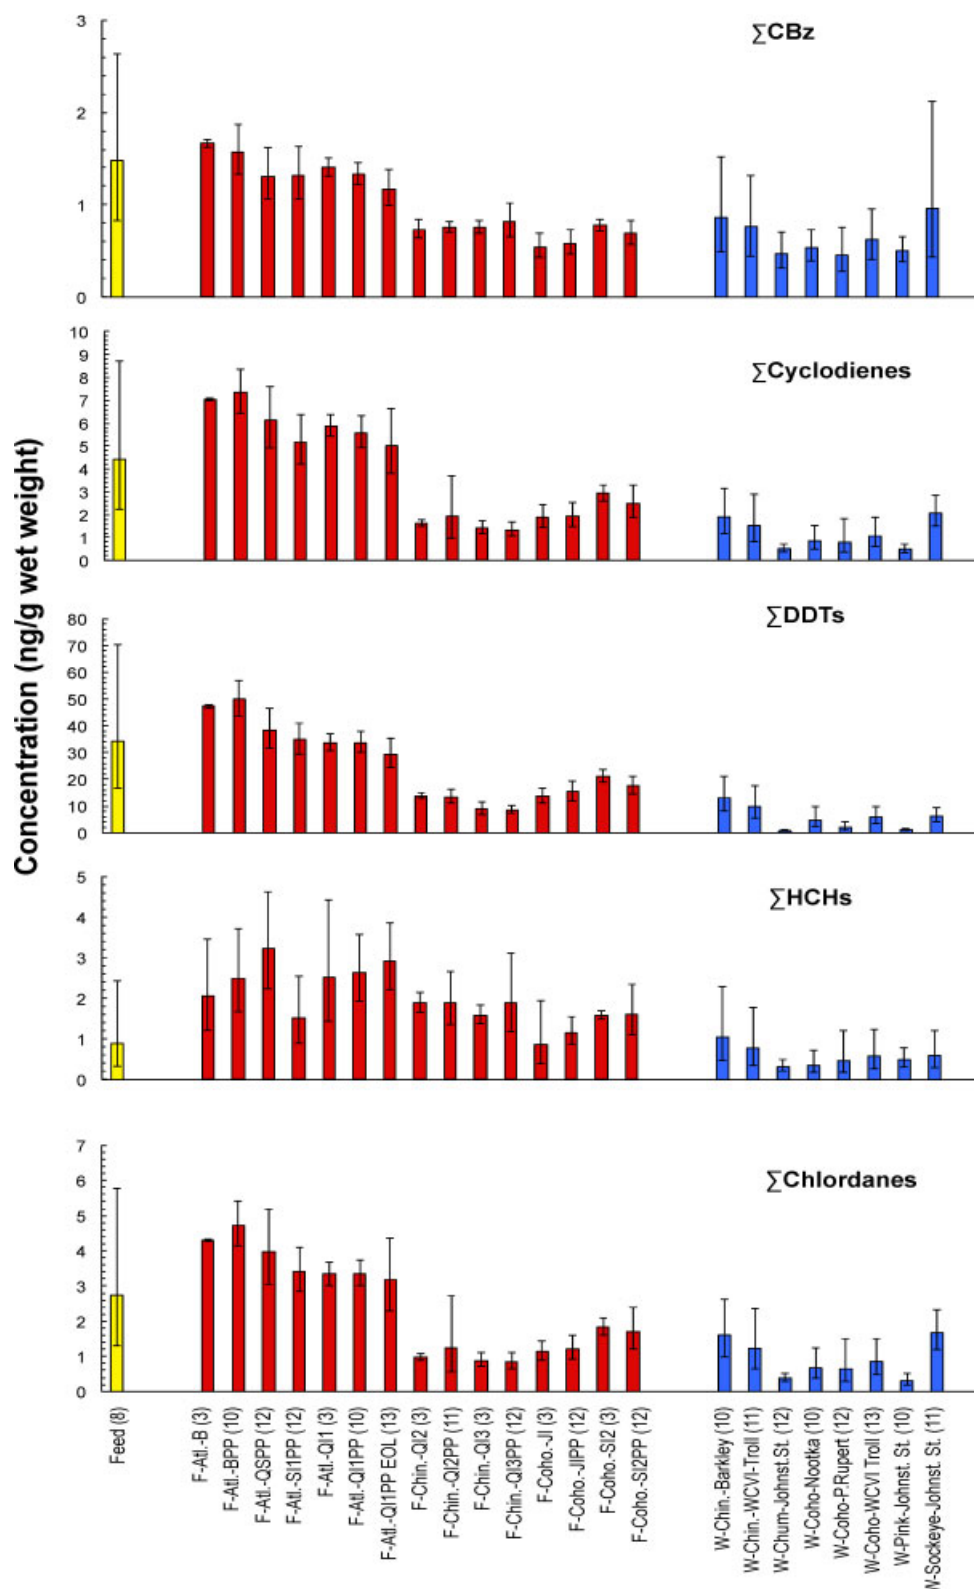 Concentration (ng/g wet weight)
∑CBz
3
2
1
0
∑Cyclodienes
10
9
8
7
6
5
4
3
2
1
0
∑DDTs
80
70
60
50
40
30
20
10
0
∑HCHs
5
4
3
2
1
0
∑Chlordanes
7
6
5
4
3
2
1
0
Feed (8)
F-Atl.-B (3)
F-Atl.-BPP (10)
F-Atl.-QSPP (12)
F-Atl.-SI1PP (12)
F-Atl.-QI1 (3)
F-Atl.-QI1PP (10)
F-Atl.-QI1PP EOL (13)
F-Chin.-QI2 (3)
F-Chin.-QI2PP (11)
F-Chin.-QI3 (3)
F-Chin.-QI3PP (12)
F-Coho.-JI (3)
F-Coho.-JIPP (12)
F-Coho.-SI2 (3)
F-Coho.-SI2PP (12)
W-Chin.-Barkley (10)
W-Chin.-WCVI-Troll (11)
W-Chum-Johnst.St. (12)
W-Coho-Nootka (10)
W-Coho-P.Rupert (12)
W-Coho-WCVI Troll (13)
W-Pink-Johnst. St. (10)
W-Sockeye-Johnst. St. (11)